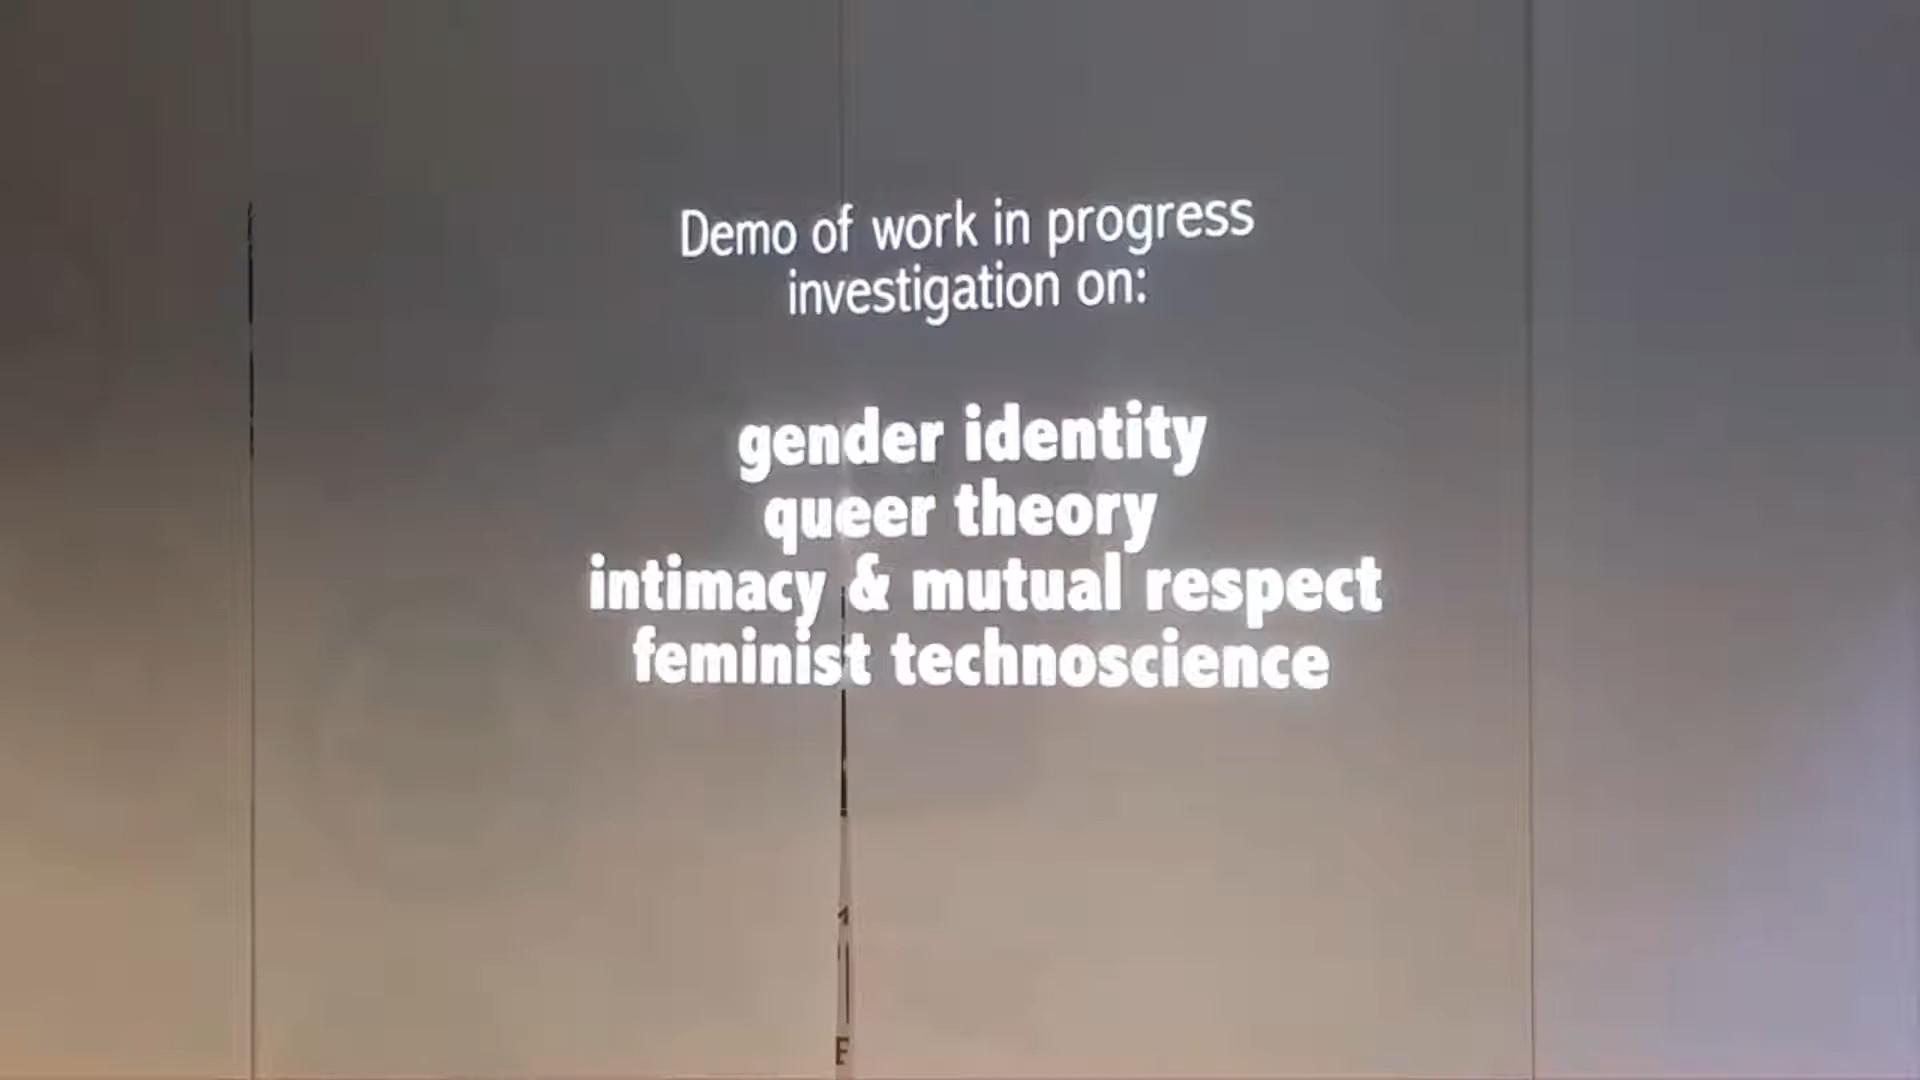 Demo of work in progress
investigation on:
gender identity
queer theory
intimacy & mutual respect
feminist technoscience
E